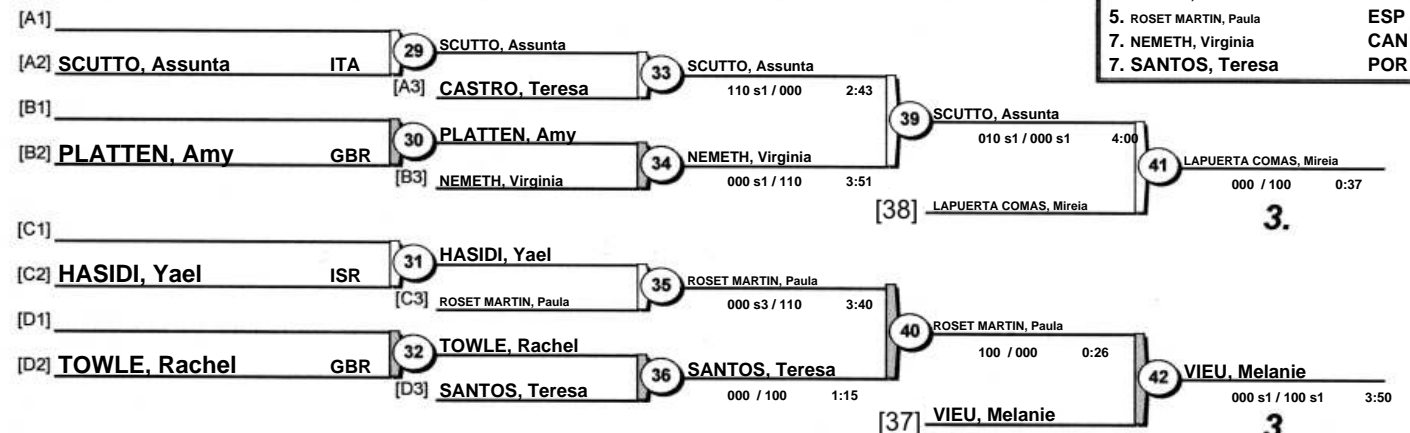 5. ROSET MARTIN, Paula ESP
7. NEMETH, Virginia CAN
7. SANTOS, Teresa POR
[A1]
[A2] SCUTTO, Assunta ITA
29 SCUTTO, Assunta
[A3] CASTRO, Teresa
33 SCUTTO, Assunta
110 s1 / 000 2:43
[B1]
[B2] PLATTEN, Amy GBR
30 PLATTEN, Amy
[B3] NEMETH, Virginia
34 NEMETH, Virginia
000 s1 / 110 3:51
39 SCUTTO, Assunta
010 s1 / 000 s1 4:00
[38] LAPUERTA COMAS, Mireia
41 LAPUERTA COMAS, Mireia
000 / 100 0:37
3.
[C1]
[C2] HASIDI, Yael ISR
31 HASIDI, Yael
[C3] ROSET MARTIN, Paula
35 ROSET MARTIN, Paula
000 s3 / 110 3:40
[D1]
[D2] TOWLE, Rachel GBR
32 TOWLE, Rachel
[D3] SANTOS, Teresa
36 SANTOS, Teresa
000 / 100 1:15
40 ROSET MARTIN, Paula
100 / 000 0:26
[37] VIEU, Melanie
42 VIEU, Melanie
000 s1 / 100 s1 3:50
3